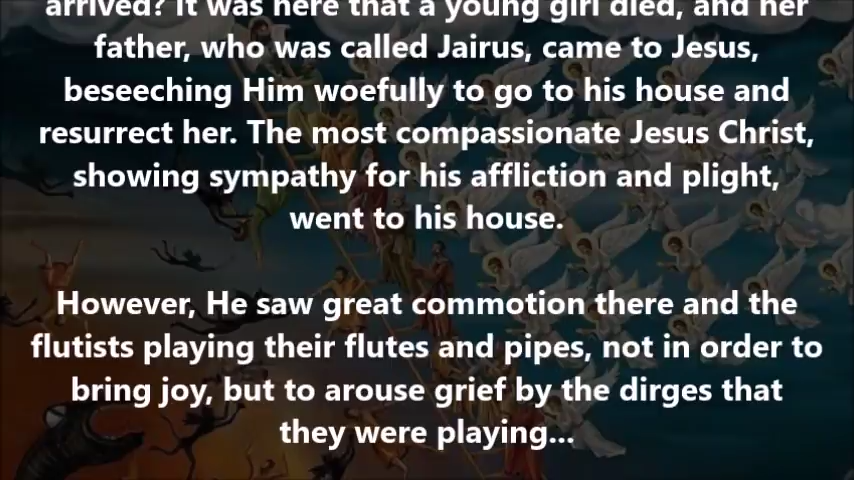 arrived? It was here that a young girl died, and her
father, who was called Jairus, came to Jesus,
beseeching Him woefully to go to his house and
resurrect her. The most compassionate Jesus Christ,
showing sympathy for his affliction and plight,
went to his house.
However, He saw great commotion there and the
flutists playing their flutes and pipes, not in order to
bring joy, but to arouse grief by the dirges that
they were playing...